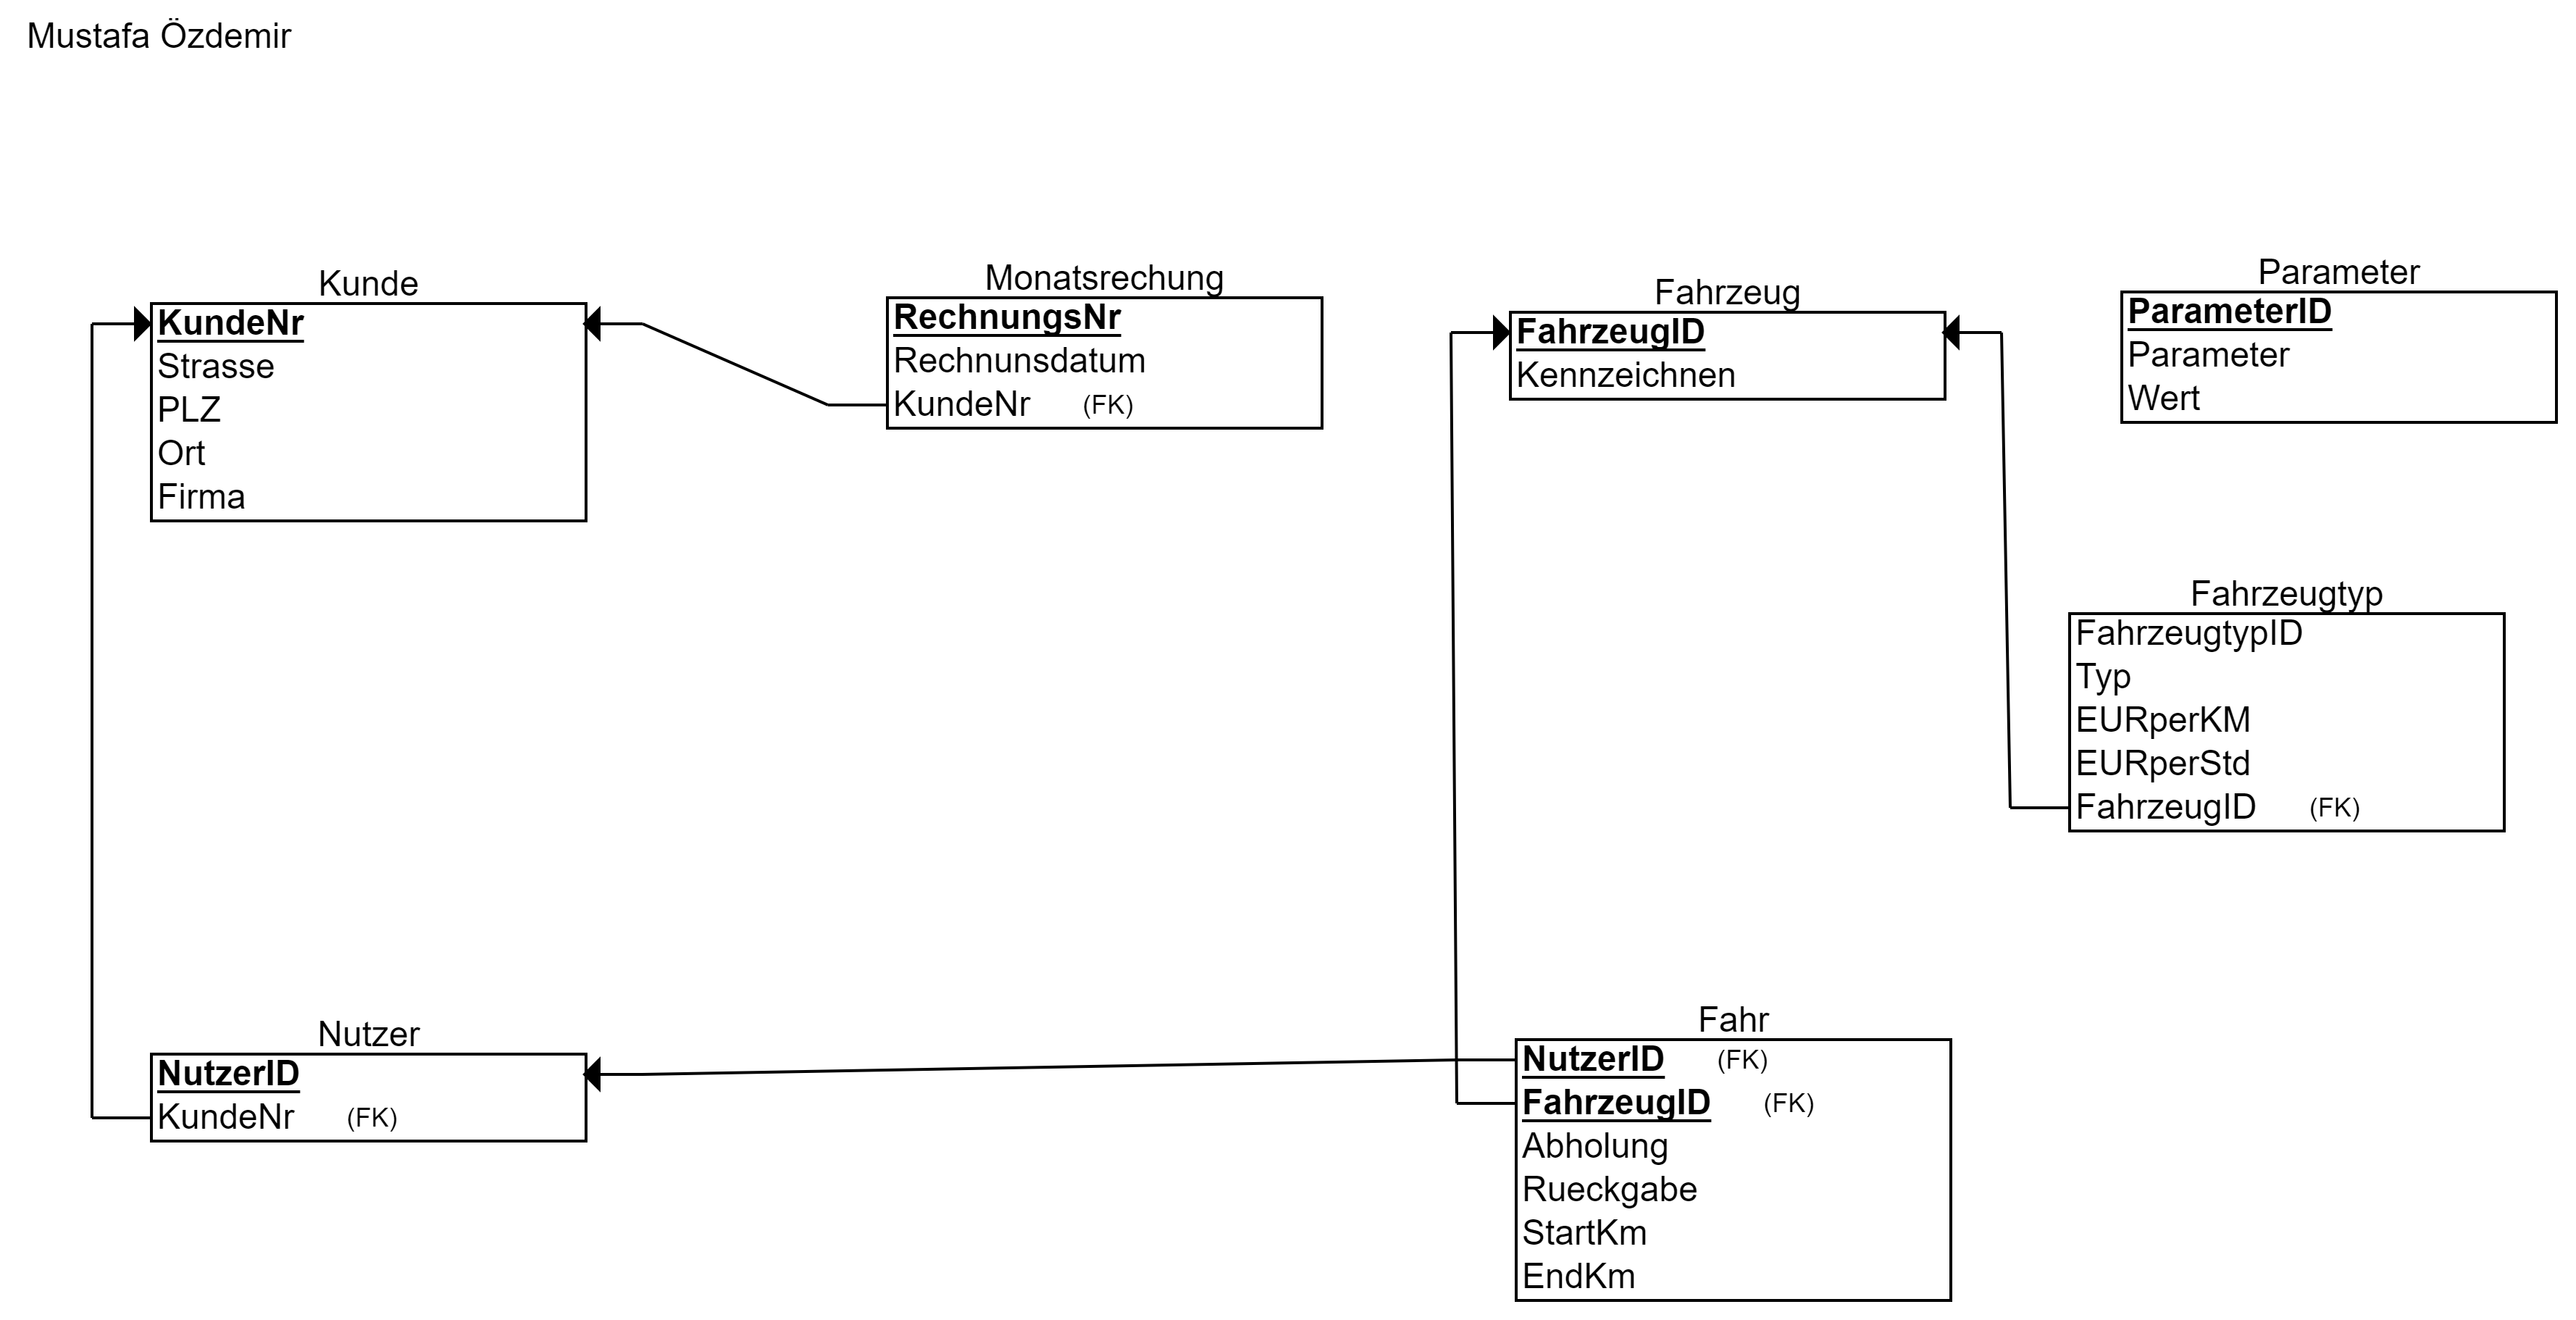 Mustafa Özdemir
Kunde
KundeNr
Strasse
PLZ
Ort
Firma
Monatsrechung
RechnungsNr
Rechnunsdatum
KundeNr (FK)
Fahrzeug
FahrzeugID
Kennzeichnen
Parameter
ParameterID
Parameter
Wert
Fahrzeugtyp
FahrzeugtypID
Typ
EURperKM
EURperStd
FahrzeugID (FK)
Nutzer
NutzerID
KundeNr (FK)
Fahr
NutzerID (FK)
FahrzeugID (FK)
Abholung
Rueckgabe
StartKm
EndKm